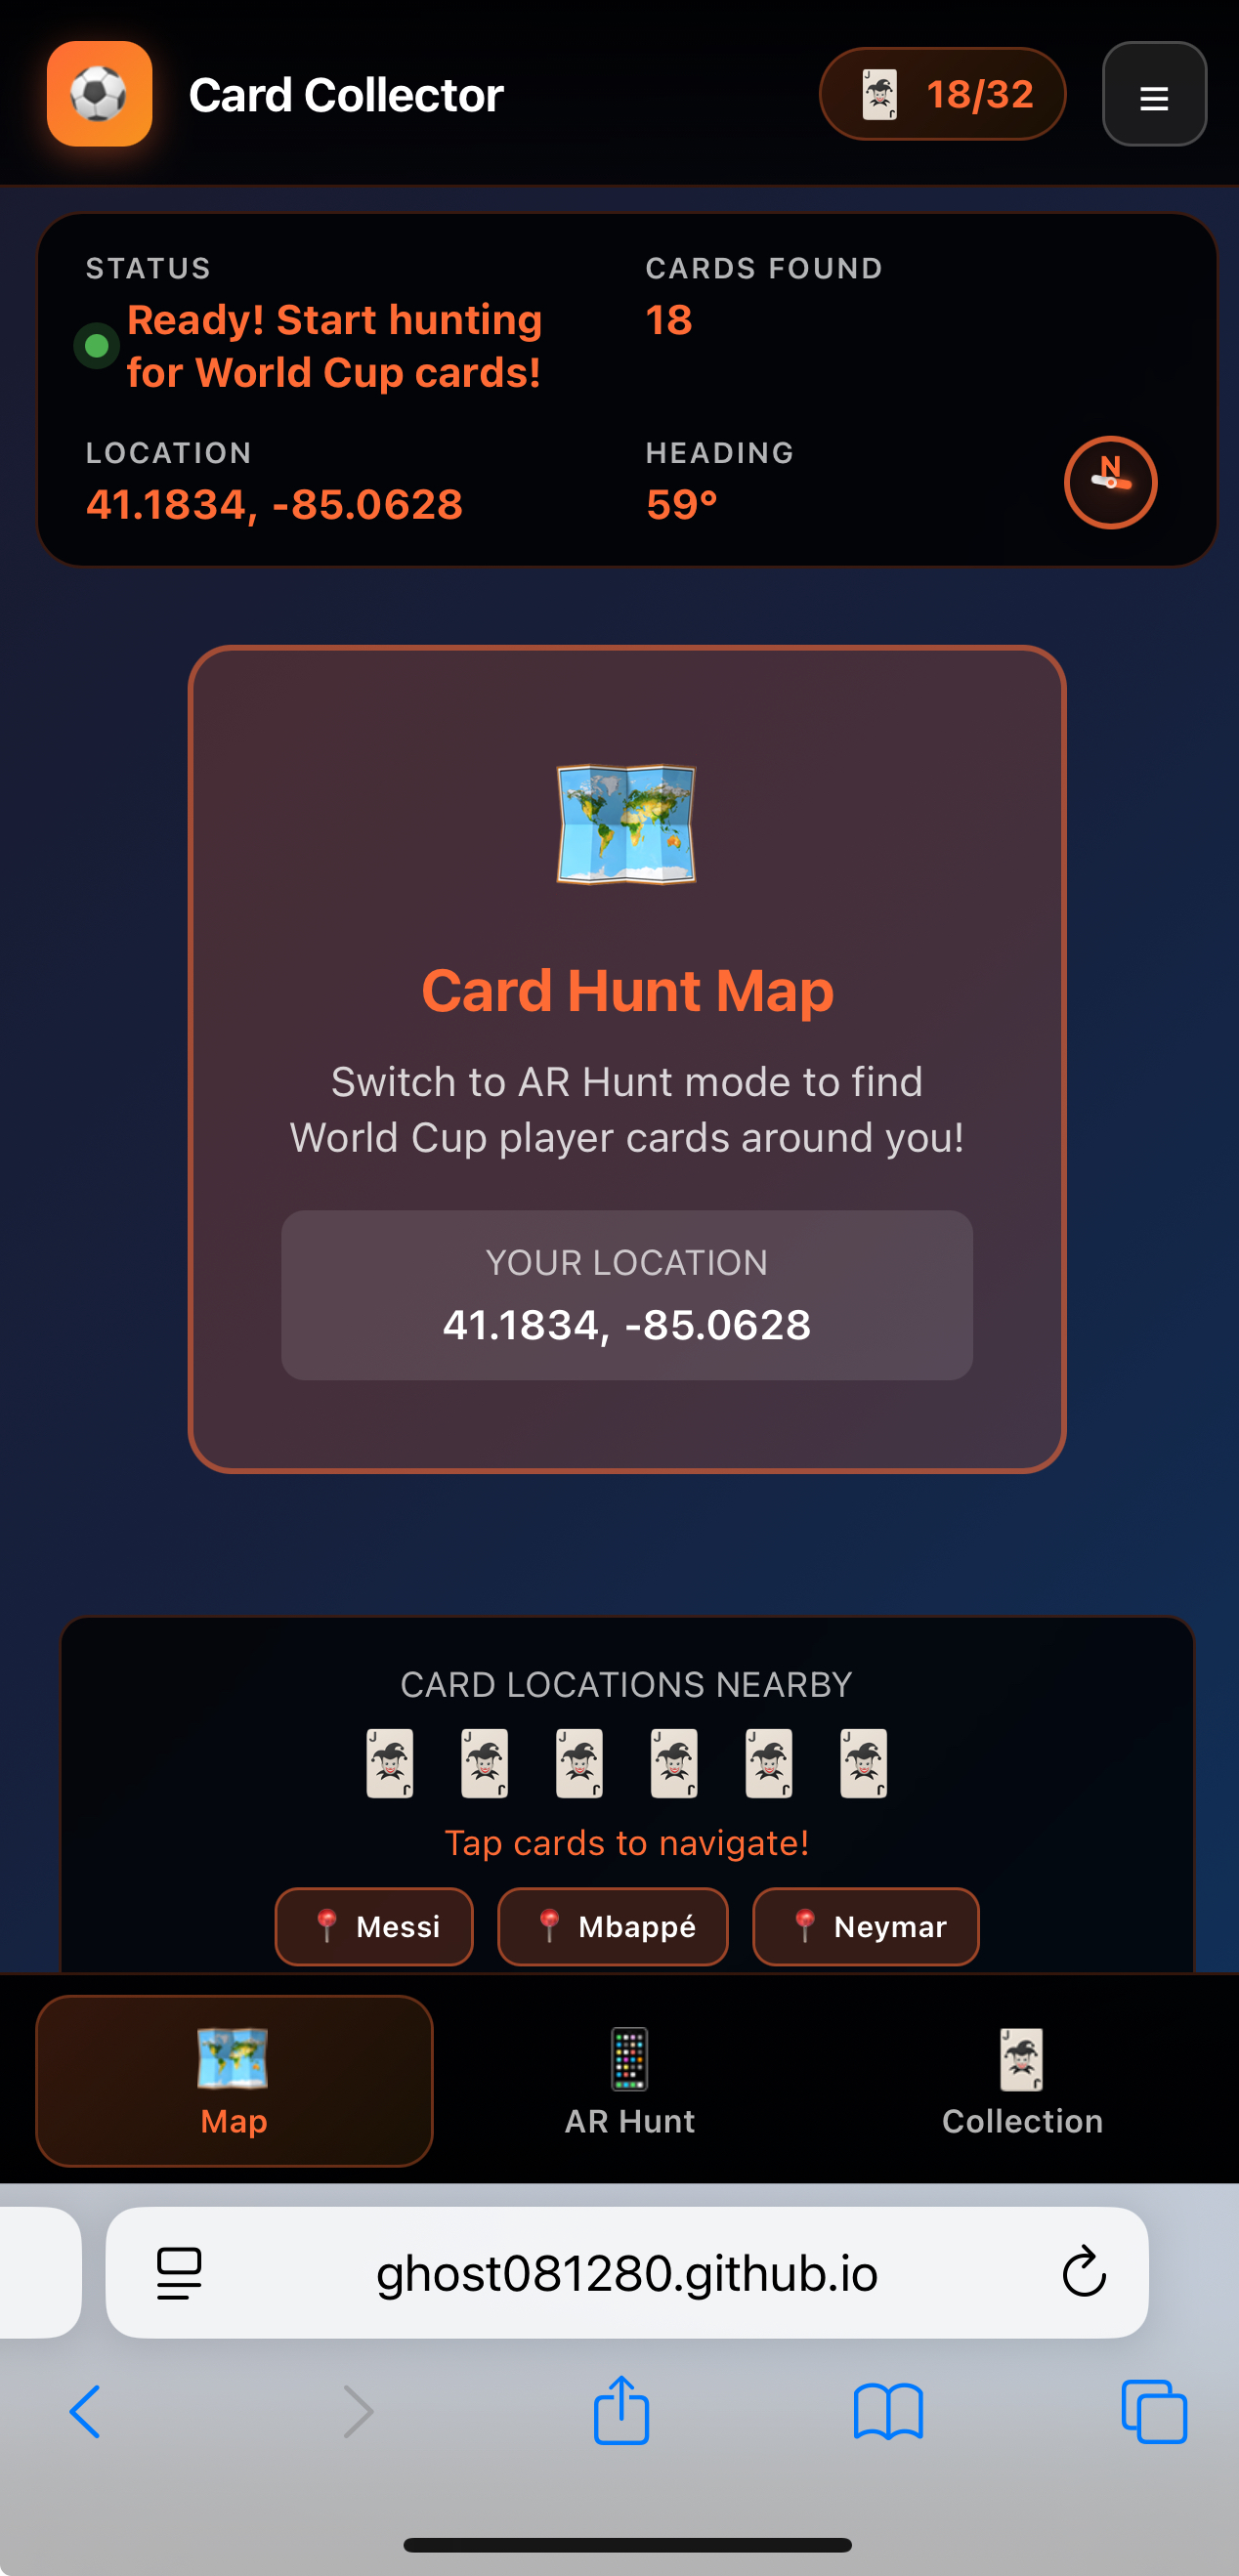 Card Collector
18/32
STATUS
CARDS FOUND
Ready! Start hunting
for World Cup cards!
18
LOCATION
HEADING
41.1834, -85.0628
59°
N
Card Hunt Map
Switch to AR Hunt mode to find
World Cup player cards around you!
YOUR LOCATION
41.1834, -85.0628
CARD LOCATIONS NEARBY
Tap cards to navigate!
Messi
Mbappé
Neymar
Map
AR Hunt
Collection
ghost081280.github.io